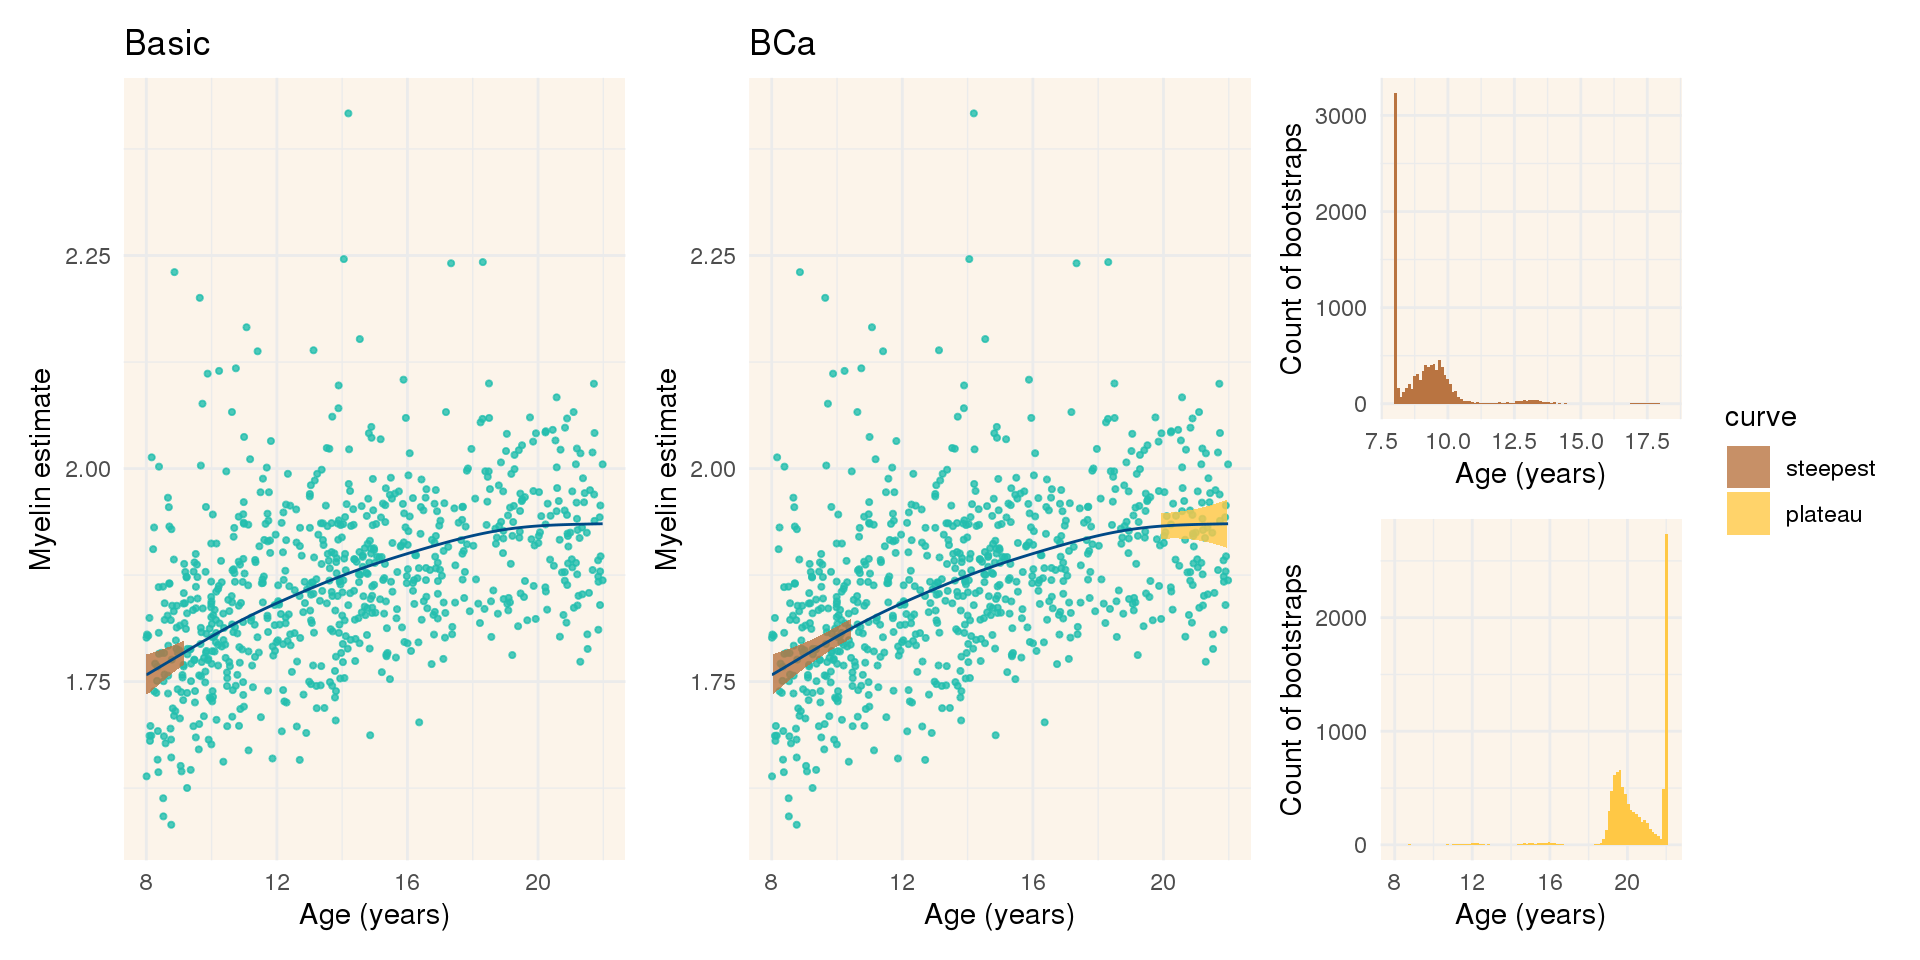 Basic
Myelin estimate
2.25
2.00
1.75
8 12 16 20
Age (years)
BCa
Myelin estimate
2.25
2.00
1.75
8 12 16 20
Age (years)
Count of bootstraps
3000
2000
1000
0
7.5 10.0 12.5 15.0 17.5
Age (years)
Count of bootstraps
2000
1000
0
8 12 16 20
Age (years)
curve
steepest
plateau